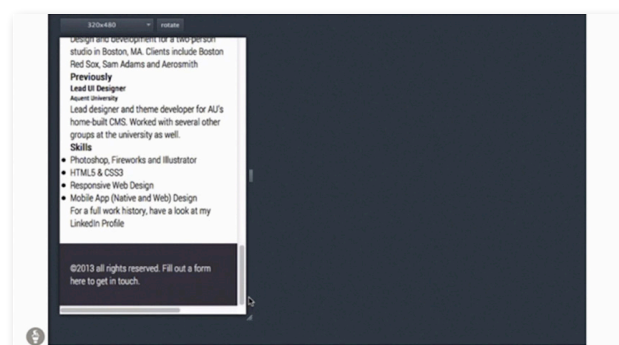 320x480 rotate
Design and development for a two-person
studio in Boston, MA. Clients include Boston
Red Sox, Sam Adams and Aerosmith
Previously
Lead UI Designer
Aquent University
Lead designer and theme developer for AU's
home-built CMS. Worked with several other
groups at the university as well.
Skills
Photoshop, Fireworks and Illustrator
HTML5 & CSS3
Responsive Web Design
Mobile App (Native and Web) Design
For a full work history, have a look at my
LinkedIn Profile
©2013 all rights reserved. Fill out a form
here to get in touch.